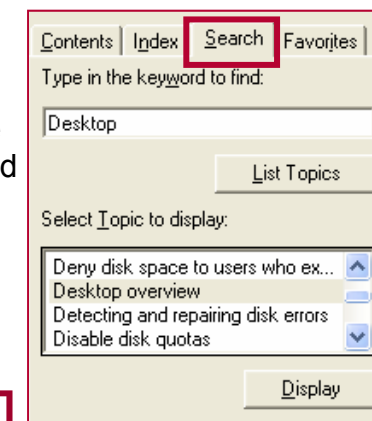 Contents Index Search Favorites
Type in the keyword to find:
Desktop
d
List Topics
Select Topic to display:
Deny disk space to users who ex...
Desktop overview
Detecting and repairing disk errors
Disable disk quotas
Display